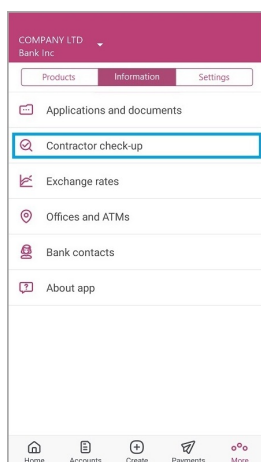 COMPANY LTD
Bank Inc
Products Information Settings
Applications and documents
Contractor check-up
Exchange rates
Offices and ATMs
Bank contacts
About app
Home Accounts Create Payments More